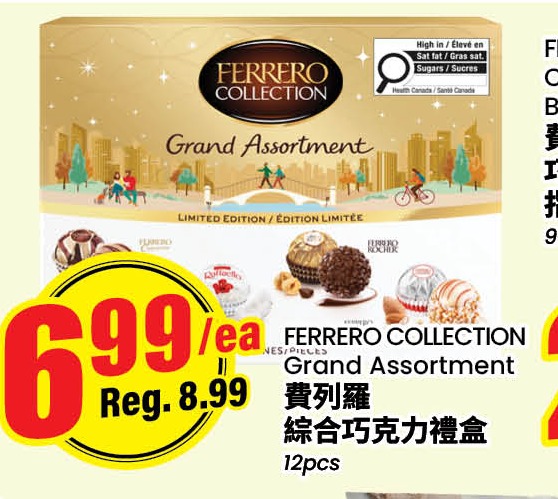 FERRERO
COLLECTION
High in / Élevé en
Sat fat / Gras sat.
Sugars / Sucres
Health Canada / Santé Canada
Grand Assortment
LIMITED EDITION / ÉDITION LIMITÉE
FERRERO
Raffaello
FERRERO
ROCHER
6.99/ea
Reg. 8.99
FERRERO COLLECTION
Grand Assortment
費列羅
綜合巧克力禮盒
12pcs